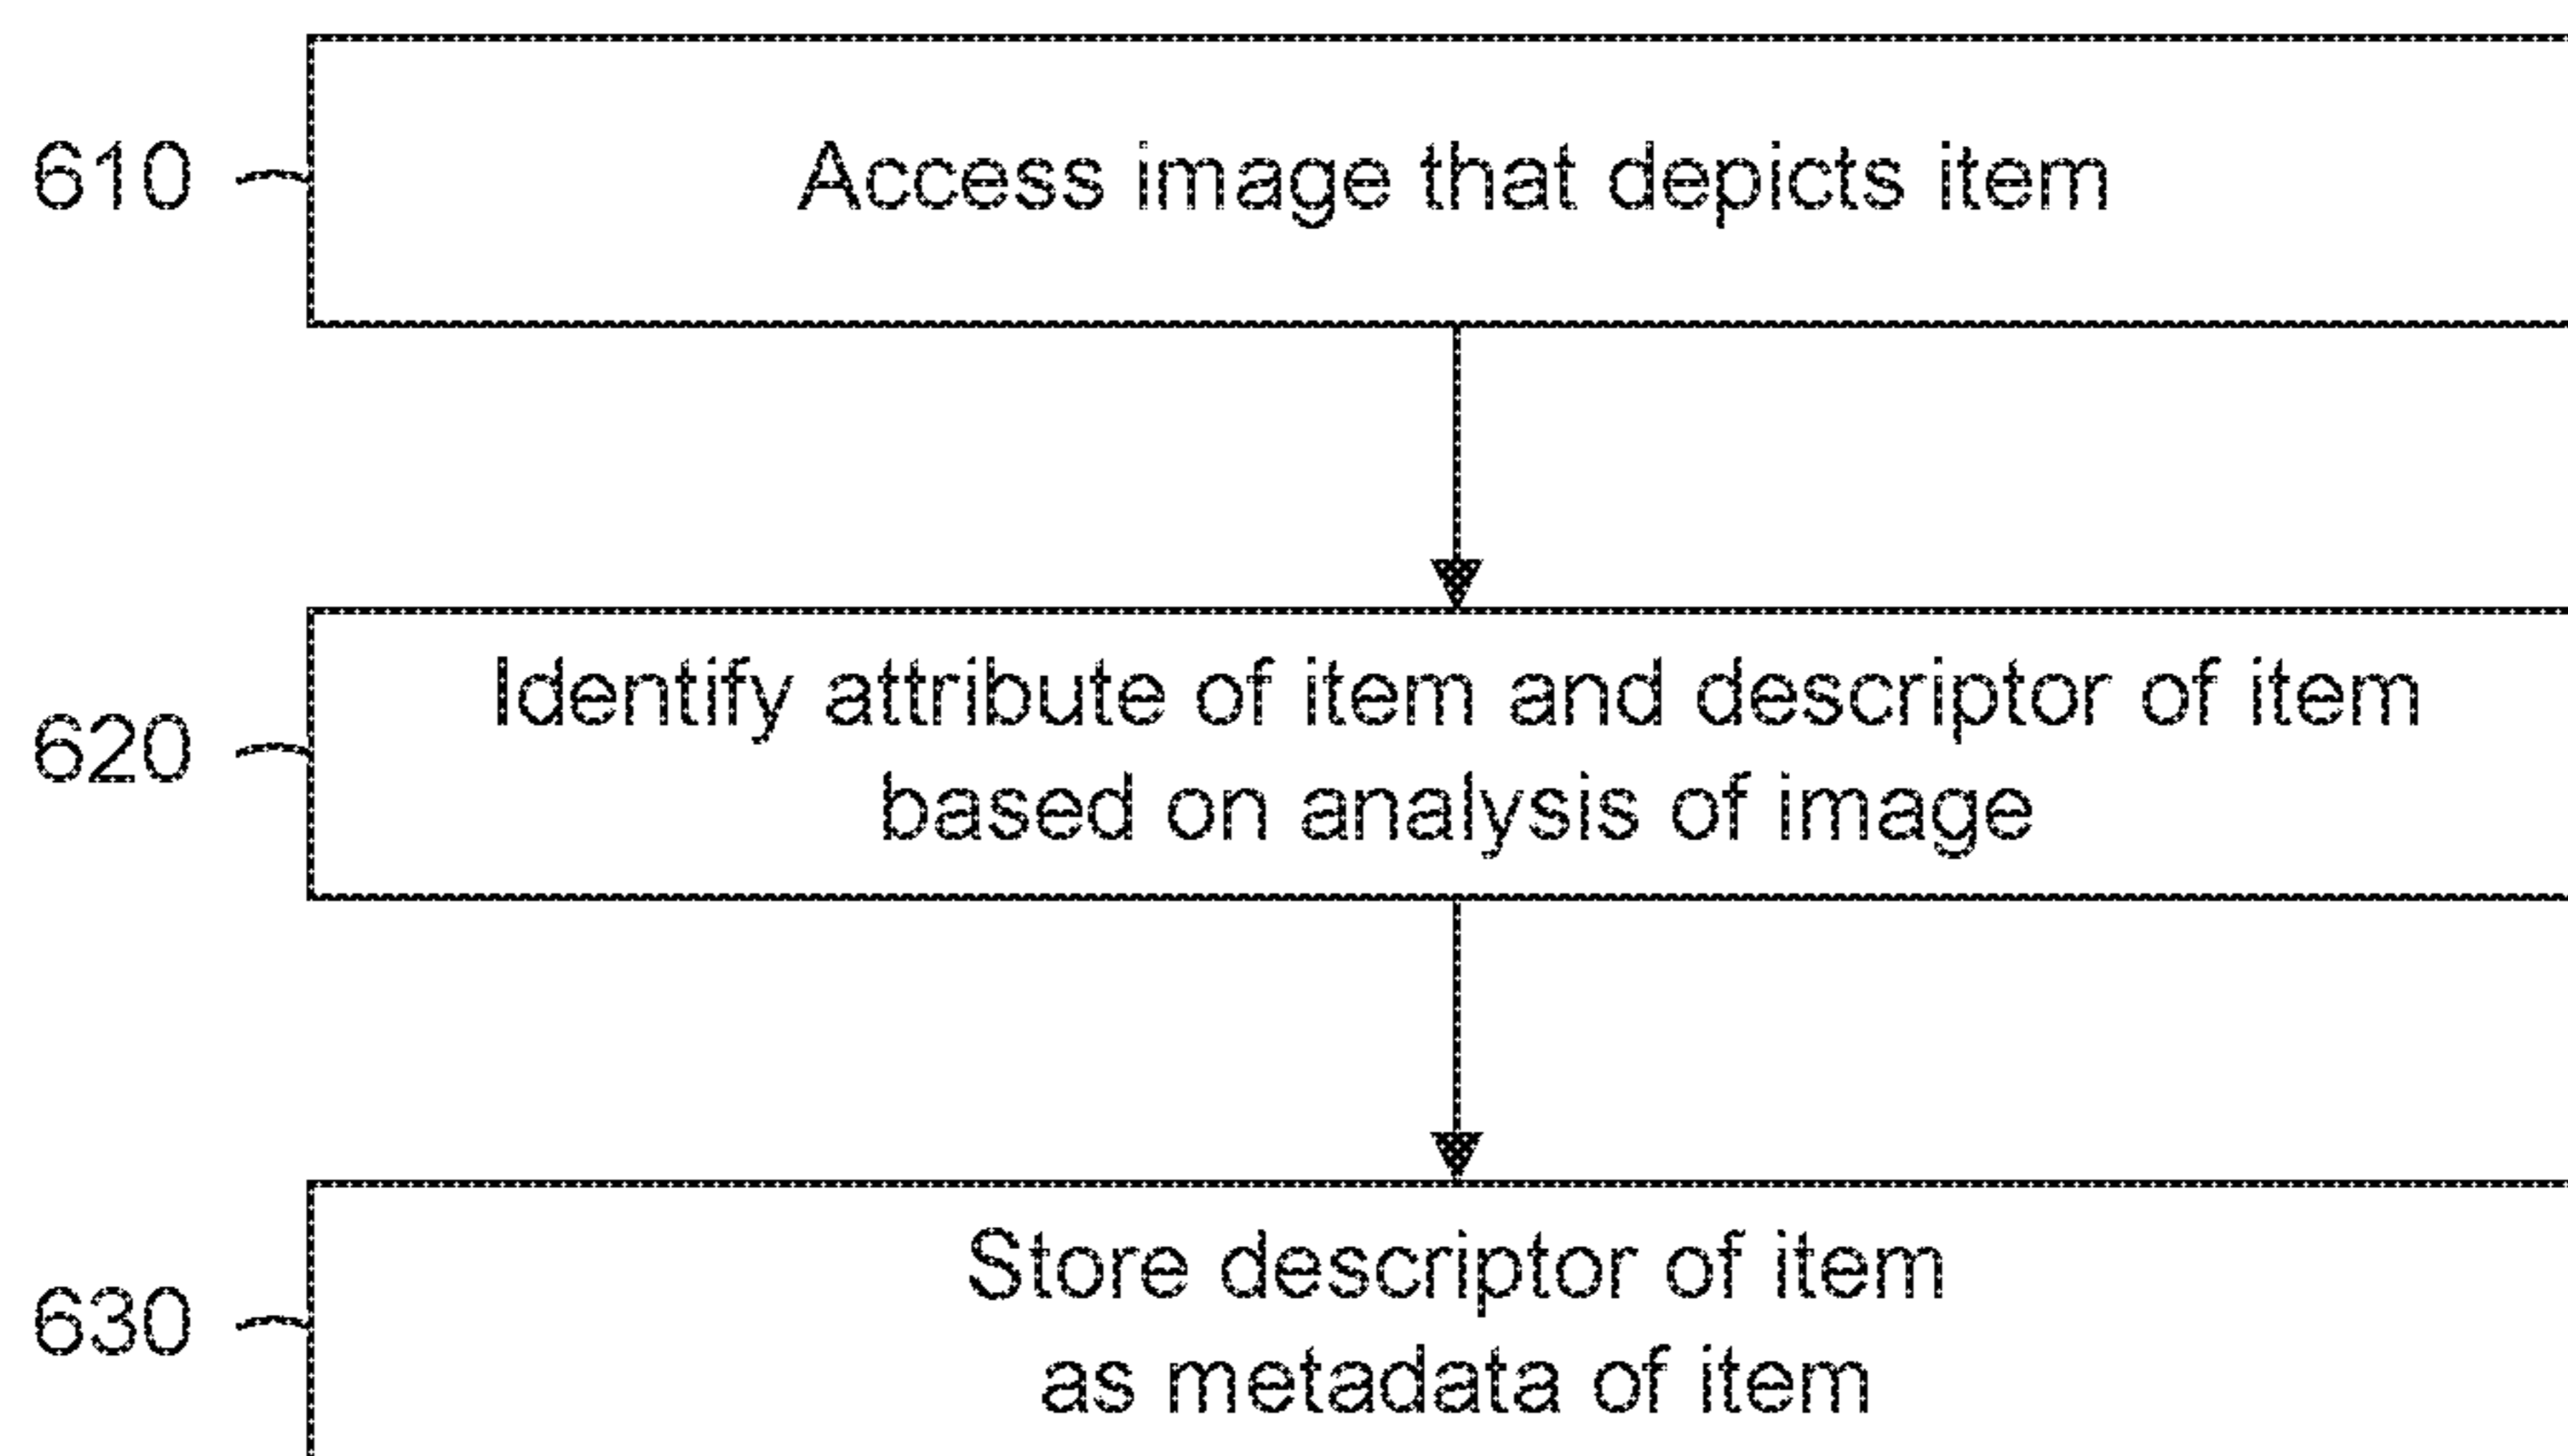 610
Access image that depicts item
620
Identify attribute of item and descriptor of item
based on analysis of image
630
Store descriptor of item
as metadata of item